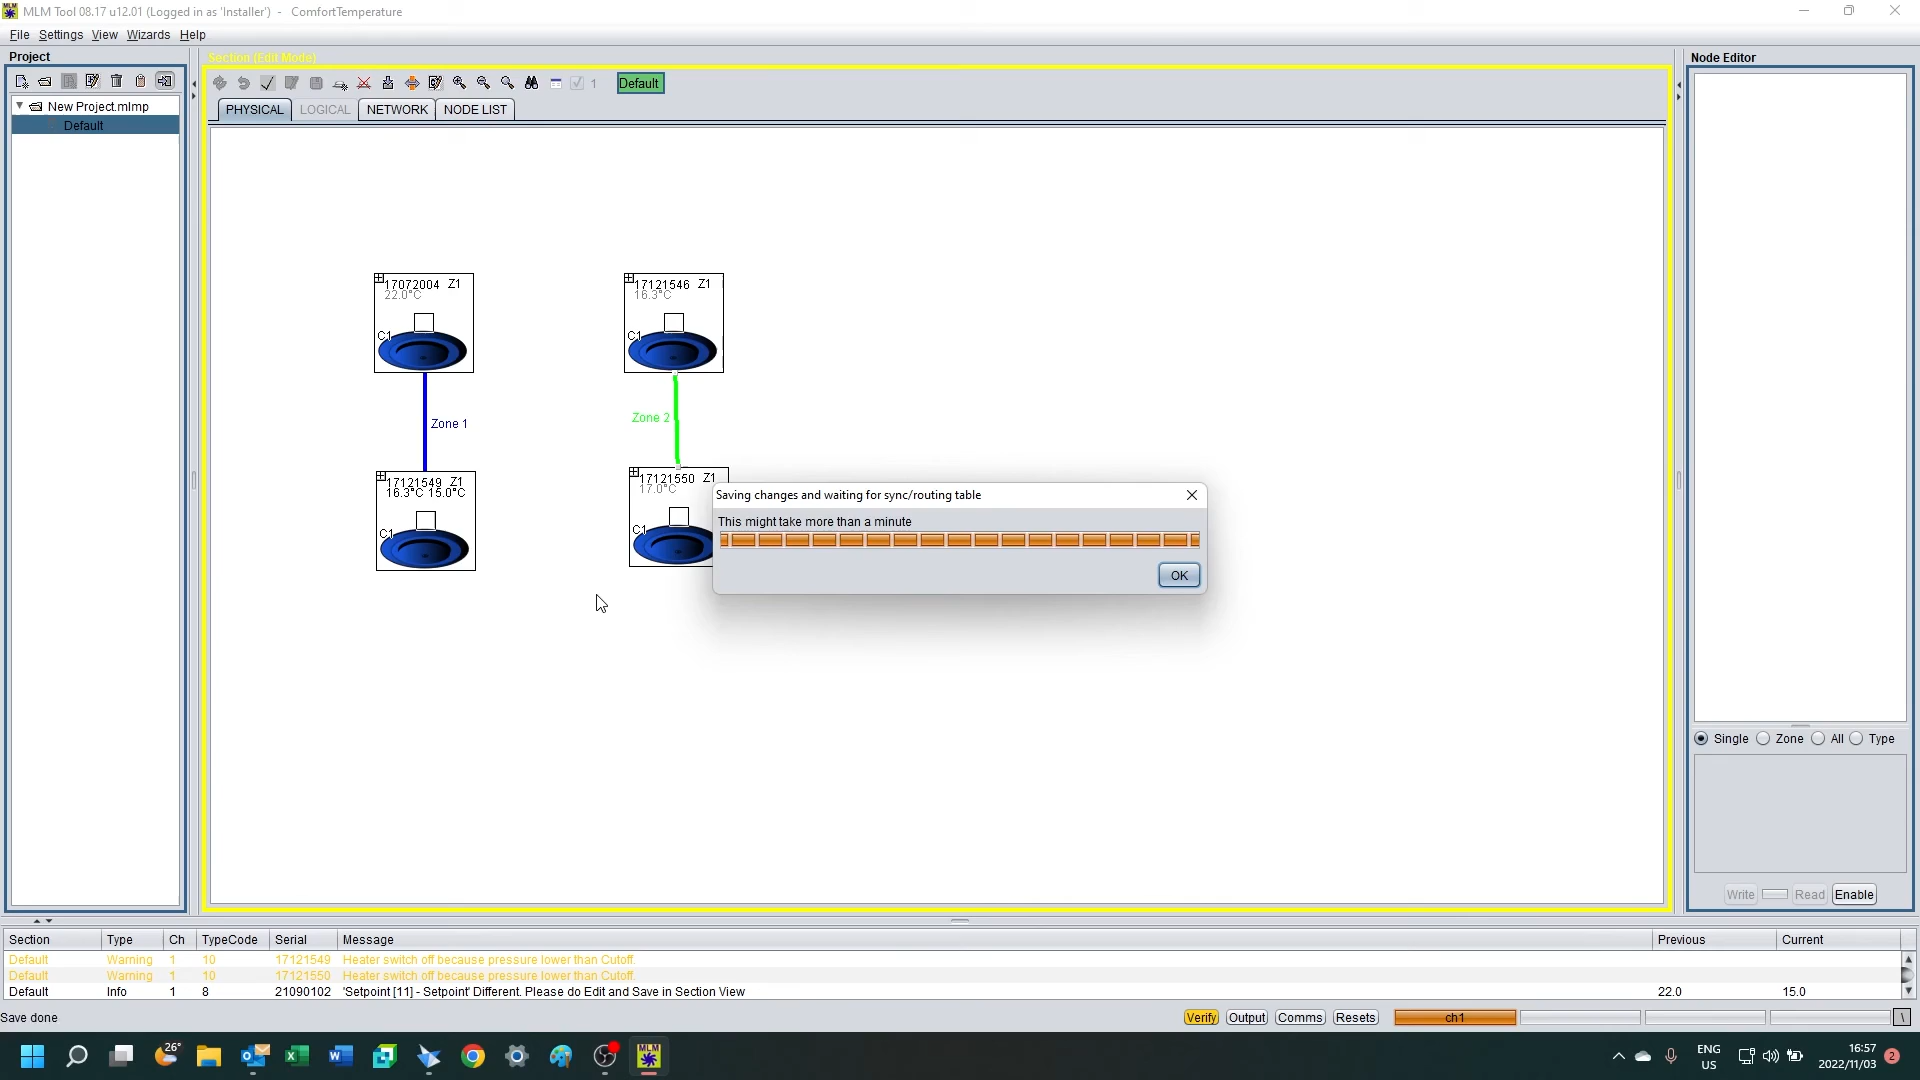 MLM Tool 08.17 u12.01 (Logged in as 'Installer') - ComfortTemperature
File Settings View Wizards Help
Project
Section (Edit Mode)
Node Editor
1 Default
PHYSICAL LOGICAL NETWORK NODE LIST
New Project.mlmp
Default
17072004 Z1
22.0°C
C1
17121546 Z1
16.3°C
C1
Zone 1
Zone 2
17121549 Z1
16.3°C 15.0°C
C1
17121550 Z1
17.0°C
C1
Saving changes and waiting for sync/routing table
This might take more than a minute
OK
Single Zone All Type
Write Read Enable
Section Type Ch TypeCode Serial Message Previous Current
Default Warning 1 10 17121549 Heater switch off because pressure lower than Cutoff.
Default Warning 1 10 17121550 Heater switch off because pressure lower than Cutoff.
Default Info 1 8 21090102 'Setpoint [11] - Setpoint' Different. Please do Edit and Save in Section View 22.0 15.0
Save done Verify Output Comms Resets ch1 \
26°
ENG
US
16:57
2022/11/03
2